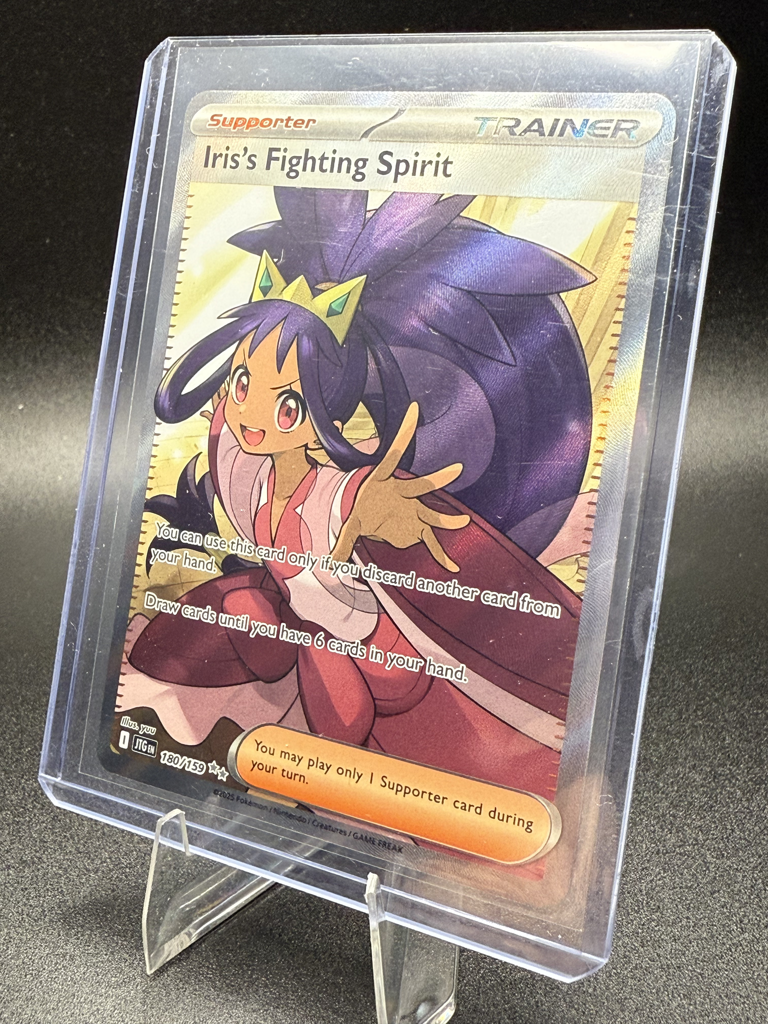 Supporter
TRAINER
Iris's Fighting Spirit
You can use this card only if you discard another card from
your hand.
Draw cards until you have 6 cards in your hand.
Illus. you
I JTG EN 180/159
You may play only 1 Supporter card during
your turn.
©2025 Pokémon / Nintendo / Creatures / GAME FREAK